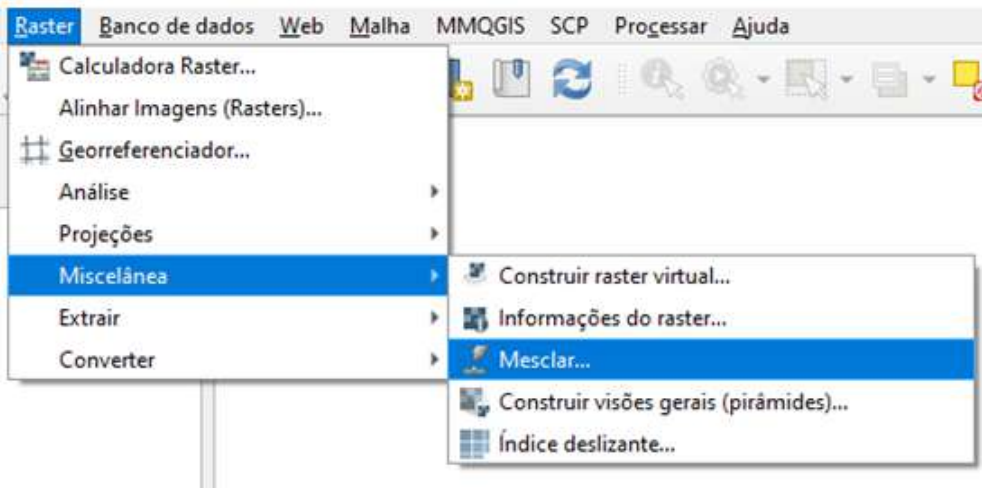 Raster Banco de dados Web Malha MMQGIS SCP Processar Ajuda
Calculadora Raster...
Alinhar Imagens (Rasters)...
Georreferenciador...
Análise
Projeções
Miscelânea
Extrair
Converter
Construir raster virtual...
Informações do raster...
Mesclar...
Construir visões gerais (pirâmides)...
Índice deslizante...